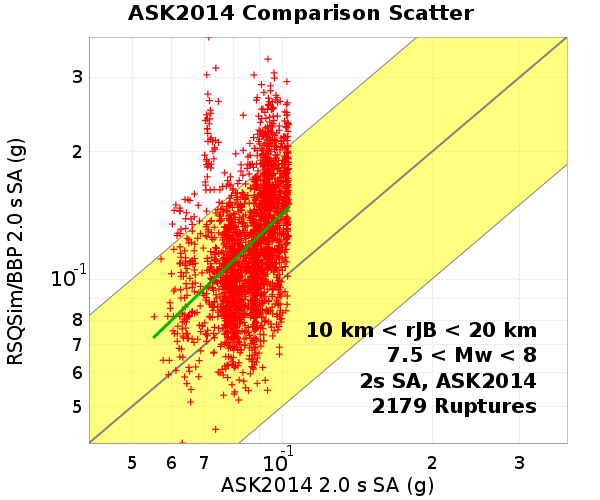 ASK2014 Comparison Scatter
RSQSim/BBP 2.0 s SA (g)
3
2
10⁻¹
8
7
6
5
10 km < rJB < 20 km
7.5 < Mw < 8
2s SA, ASK2014
2179 Ruptures
5 6 7 10⁻¹ 2 3
ASK2014 2.0 s SA (g)